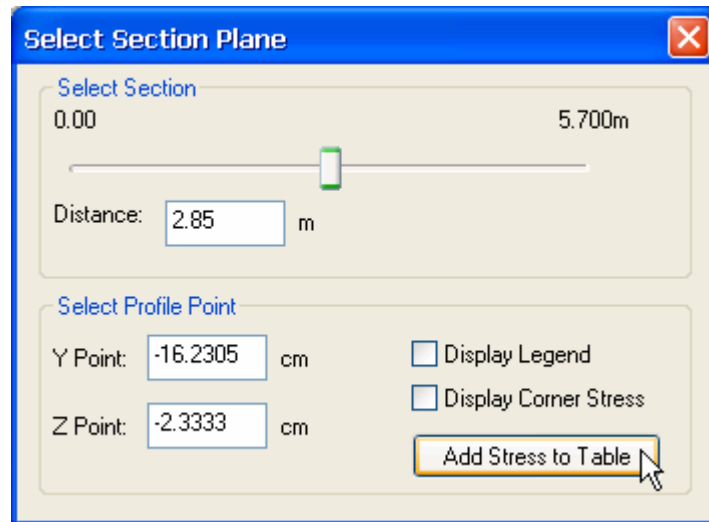 Select Section Plane
Select Section
0.00 5.700m
Distance: 2.85 m
Select Profile Point
Y Point: -16.2305 cm
Display Legend
Display Corner Stress
Z Point: -2.3333 cm
Add Stress to Table